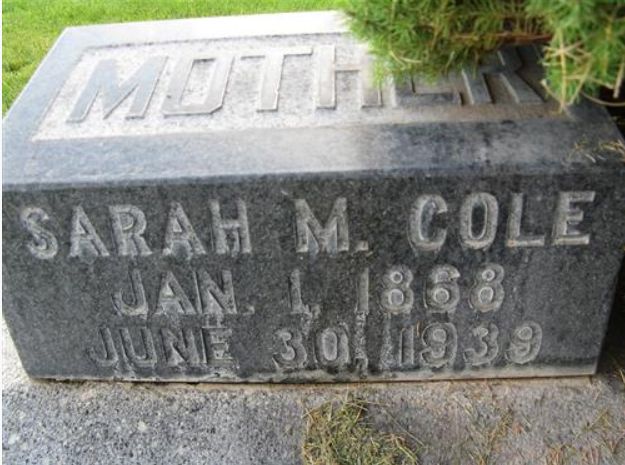 MOTHER
SARAH M. COLE
JAN. 1, 1868
JUNE 30, 1939